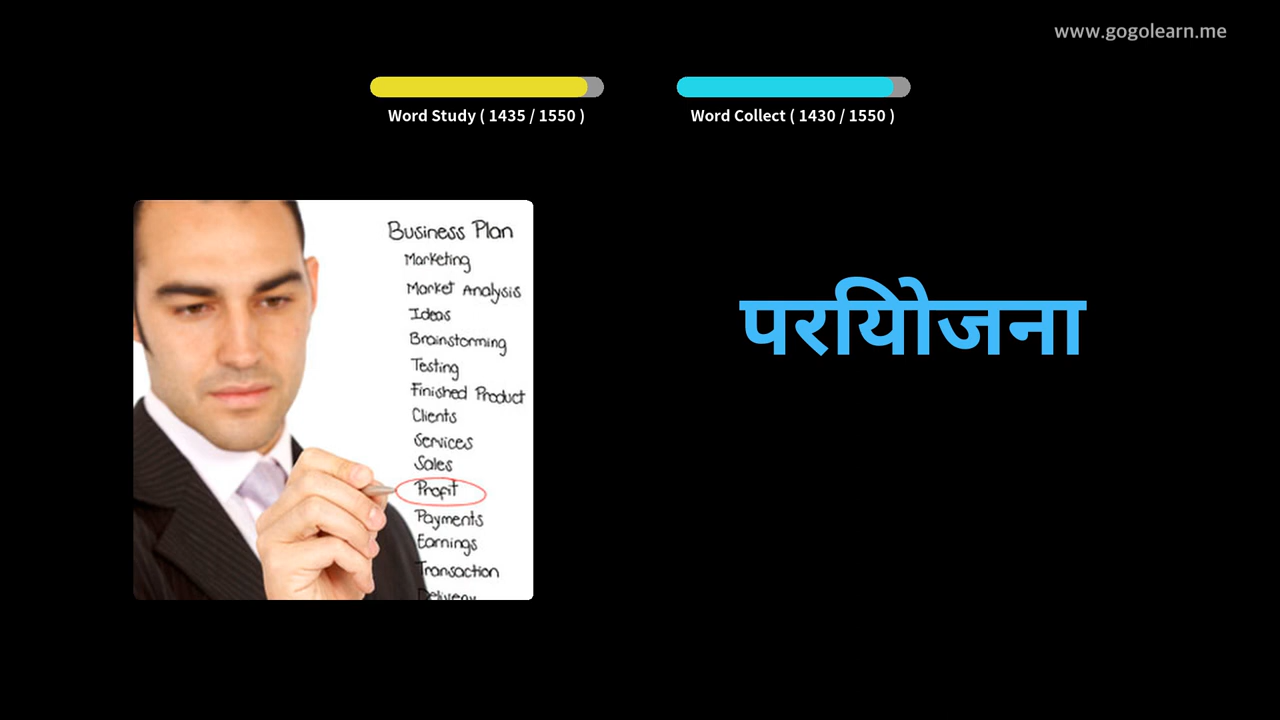 www.gogolearn.me
Word Study ( 1435 / 1550 )
Word Collect ( 1430 / 1550 )
Business Plan
Marketing
Market Analysis
Ideas
Brainstorming
Testing
Finished Product
Clients
Services
Sales
Profit
Payments
Earnings
Transaction
Delivery
परियोजना